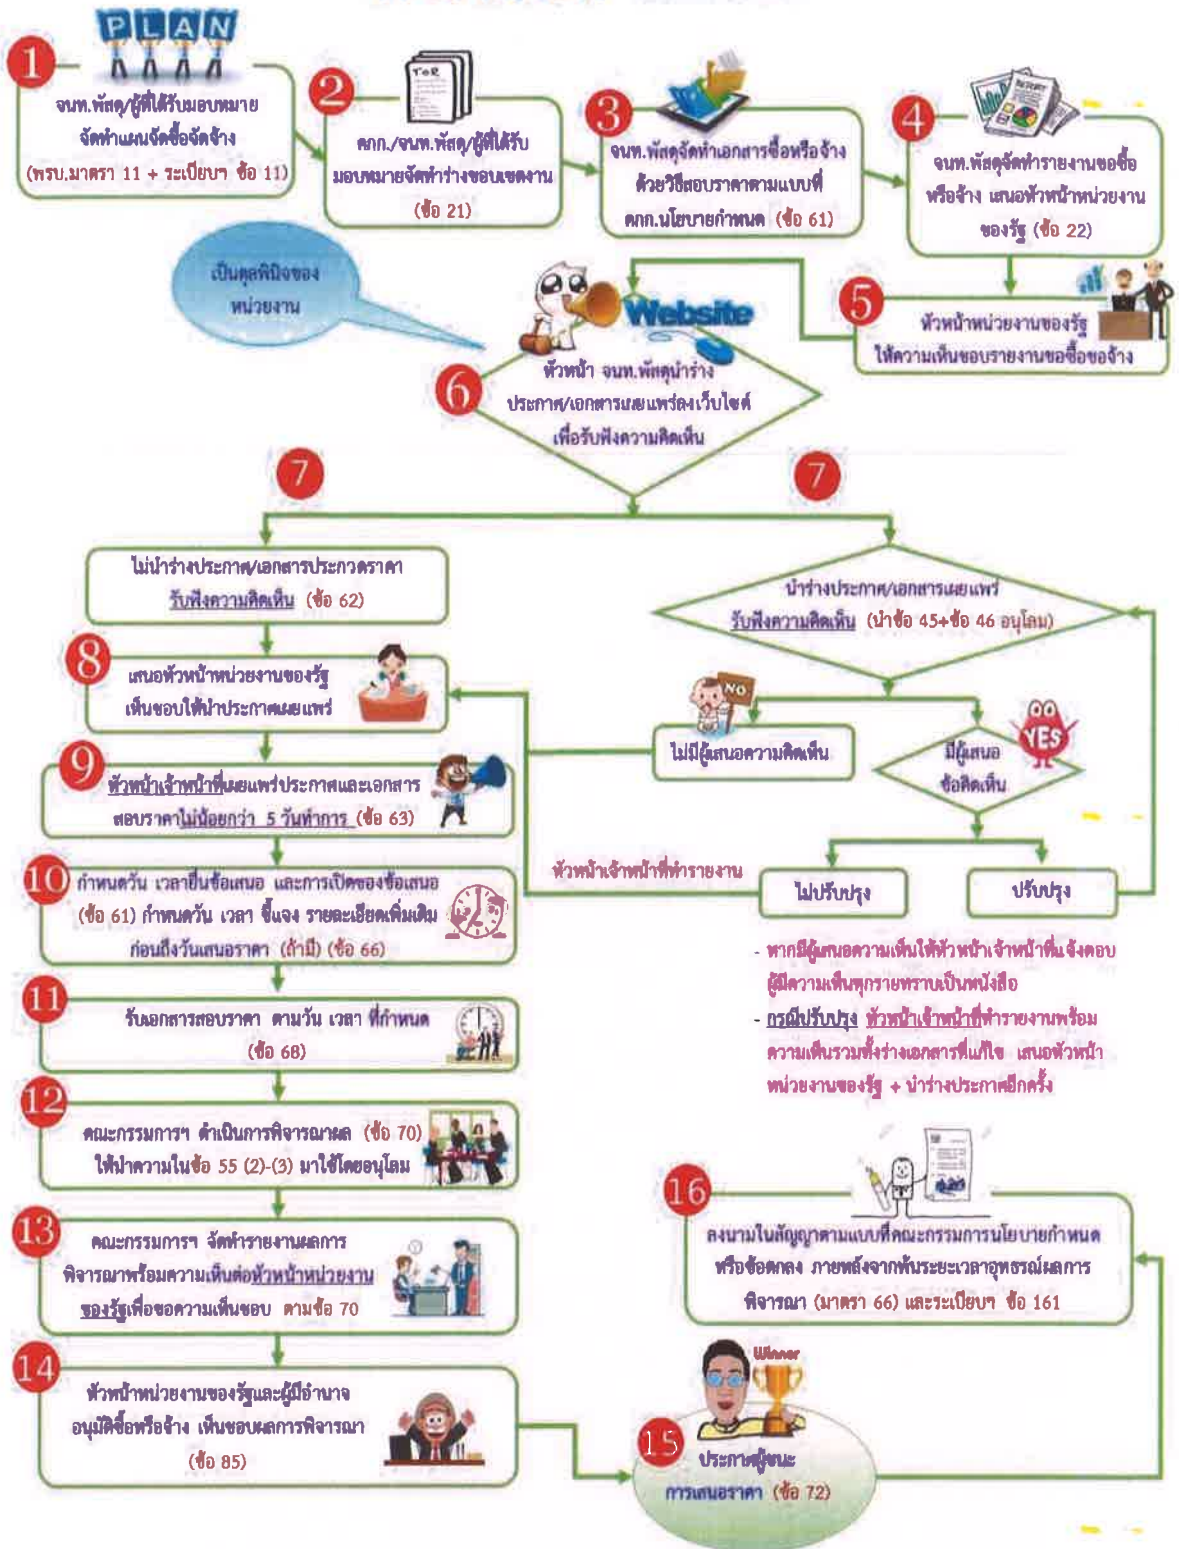 PLAN
1
จนท.พัสดุ/ผู้ที่ได้รับมอบหมาย
จัดทำแผนจัดซื้อจัดจ้าง
(พรบ.มาตรา 11 + ระเบียบฯ ข้อ 11)
2
TOR
คกก./จนท.พัสดุ/ผู้ที่ได้รับ
มอบหมายจัดทำร่างขอบเขตงาน
(ข้อ 21)
3
จนท.พัสดุจัดทำเอกสารซื้อหรือจ้าง
ด้วยวิธีสอบราคาตามแบบที่
คกก.นโยบายกำหนด (ข้อ 61)
4
จนท.พัสดุจัดทำรายงานขอซื้อ
หรือจ้าง เสนอหัวหน้าหน่วยงาน
ของรัฐ (ข้อ 22)
5
หัวหน้าหน่วยงานของรัฐ
ให้ความเห็นชอบรายงานขอซื้อขอจ้าง
เป็นดุลพินิจของ
หน่วยงาน
Website
6
หัวหน้า จนท.พัสดุนำร่าง
ประกาศ/เอกสารเผยแพร่ลงเว็บไซต์
เพื่อรับฟังความคิดเห็น
7
7
ไม่นำร่างประกาศ/เอกสารประกวดราคา
รับฟังความคิดเห็น (ข้อ 62)
นำร่างประกาศ/เอกสารเผยแพร่
รับฟังความคิดเห็น (นำข้อ 45+ข้อ 46 อนุโลม)
8
เสนอหัวหน้าหน่วยงานของรัฐ
เห็นชอบให้นำประกาศเผยแพร่
NO
ไม่มีผู้เสนอความคิดเห็น
YES
มีผู้เสนอ
ข้อคิดเห็น
9
หัวหน้าเจ้าหน้าที่เผยแพร่ประกาศและเอกสาร
สอบราคาไม่น้อยกว่า 5 วันทำการ (ข้อ 63)
หัวหน้าเจ้าหน้าที่ทำรายงาน
ไม่ปรับปรุง
ปรับปรุง
10
กำหนดวัน เวลายื่นข้อเสนอ และการเปิดซองข้อเสนอ
(ข้อ 61) กำหนดวัน เวลา ชี้แจง รายละเอียดเพิ่มเติม
ก่อนถึงวันเสนอราคา (ถ้ามี) (ข้อ 66)
- หากมีผู้เสนอความเห็นให้หัวหน้าเจ้าหน้าที่แจ้งตอบ
ผู้มีความเห็นทุกรายทราบเป็นหนังสือ
- กรณีปรับปรุง หัวหน้าเจ้าหน้าที่ทำรายงานพร้อม
ความเห็นรวมทั้งร่างเอกสารที่แก้ไข เสนอหัวหน้า
หน่วยงานของรัฐ + นำร่างประกาศอีกครั้ง
11
รับเอกสารสอบราคา ตามวัน เวลา ที่กำหนด
(ข้อ 68)
12
คณะกรรมการฯ ดำเนินการพิจารณาผล (ข้อ 70)
ให้นำความในข้อ 55 (2)-(3) มาใช้โดยอนุโลม
13
คณะกรรมการฯ จัดทำรายงานผลการ
พิจารณาพร้อมความเห็นต่อหัวหน้าหน่วยงาน
ของรัฐเพื่อขอความเห็นชอบ ตามข้อ 70
14
หัวหน้าหน่วยงานของรัฐและผู้มีอำนาจ
อนุมัติซื้อหรือจ้าง เห็นชอบผลการพิจารณา
(ข้อ 85)
Winner
15
ประกาศผู้ชนะ
การเสนอราคา (ข้อ 72)
16
ลงนามในสัญญาตามแบบที่คณะกรรมการนโยบายกำหนด
หรือข้อตกลง ภายหลังจากพ้นระยะเวลาอุทธรณ์ผลการ
พิจารณา (มาตรา 66) และระเบียบฯ ข้อ 161